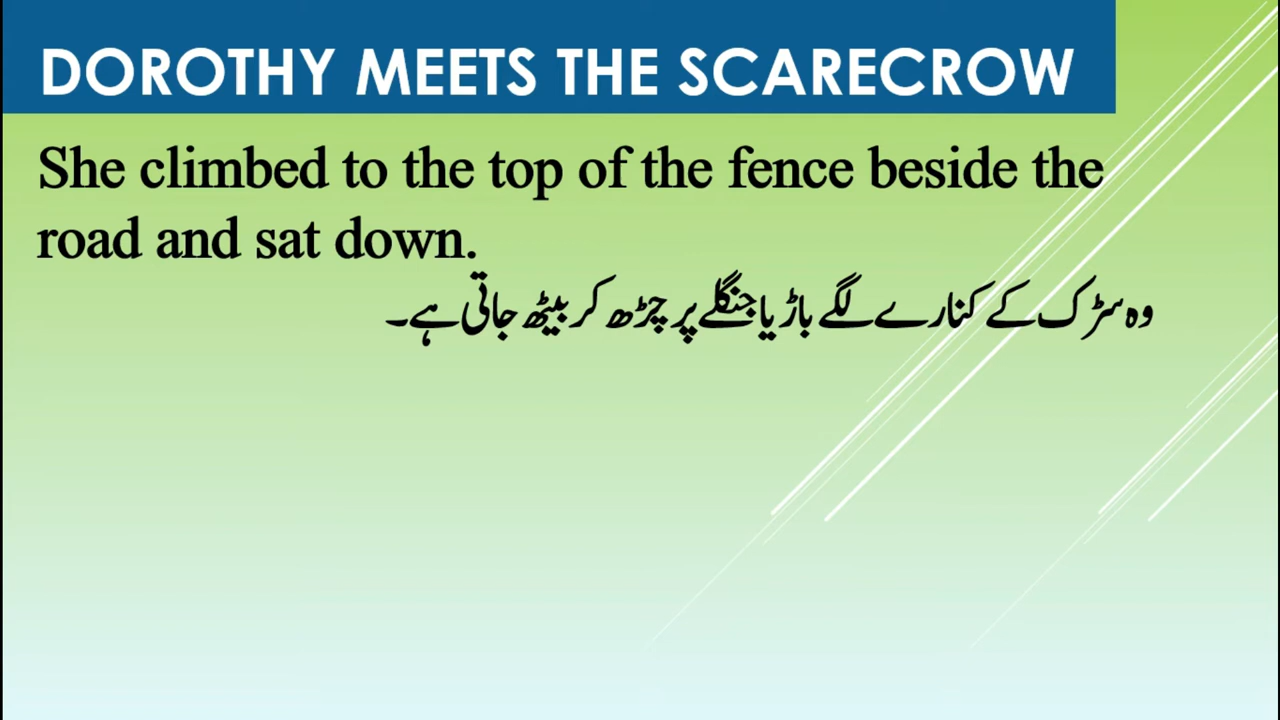 DOROTHY MEETS THE SCARECROW
She climbed to the top of the fence beside the
road and sat down.
وہ سڑک کے کنارے لگے باڑ یا جنگلے پر چڑھ کر بیٹھ جاتی ہے۔